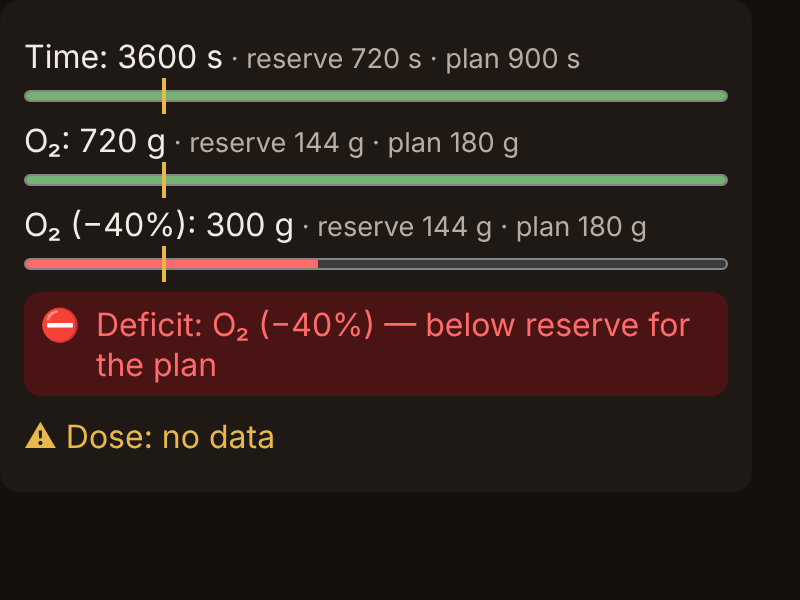 Time: 3600 s · reserve 720 s · plan 900 s
O₂: 720 g · reserve 144 g · plan 180 g
O₂ (−40%): 300 g · reserve 144 g · plan 180 g
⛔ Deficit: O₂ (−40%) — below reserve for
the plan
⚠ Dose: no data